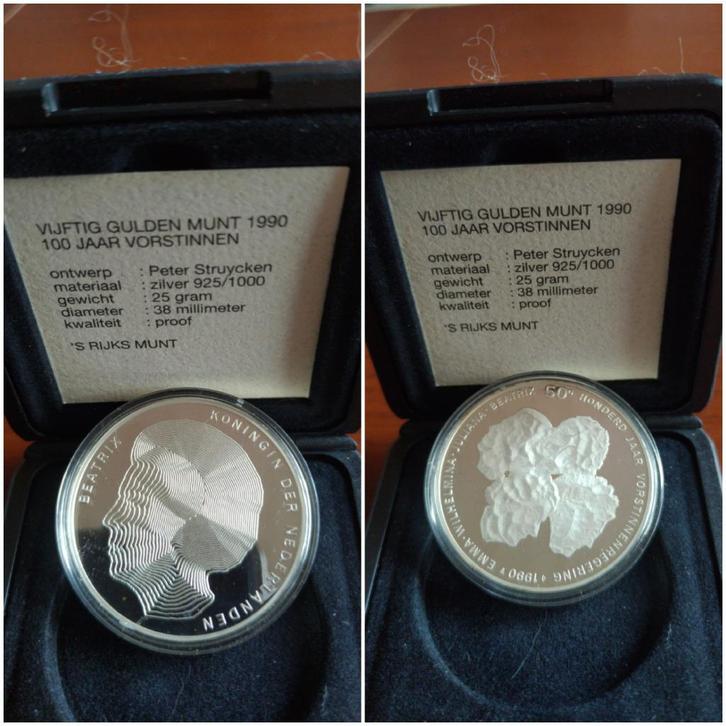 VIJFTIG GULDEN MUNT 1990
100 JAAR VORSTINNEN
ontwerp : Peter Struycken
materiaal : zilver 925/1000
gewicht : 25 gram
diameter : 38 millimeter
kwaliteit : proof
'S RIJKS MUNT
BEATRIX KONINGIN DER NEDERLANDEN
VIJFTIG GULDEN MUNT 1990
100 JAAR VORSTINNEN
ontwerp : Peter Struycken
materiaal : zilver 925/1000
gewicht : 25 gram
diameter : 38 millimeter
kwaliteit : proof
'S RIJKS MUNT
EMMA·WILHELMINA·JULIANA·BEATRIX 50G HONDERD JAAR VORSTINNENREGERING 1990